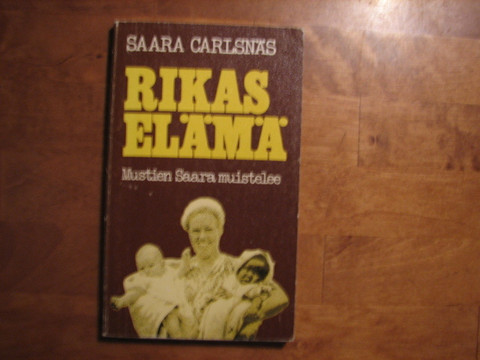 SAARA CARLSNÄS
RIKAS
ELÄMÄ
Mustien Saara muistelee